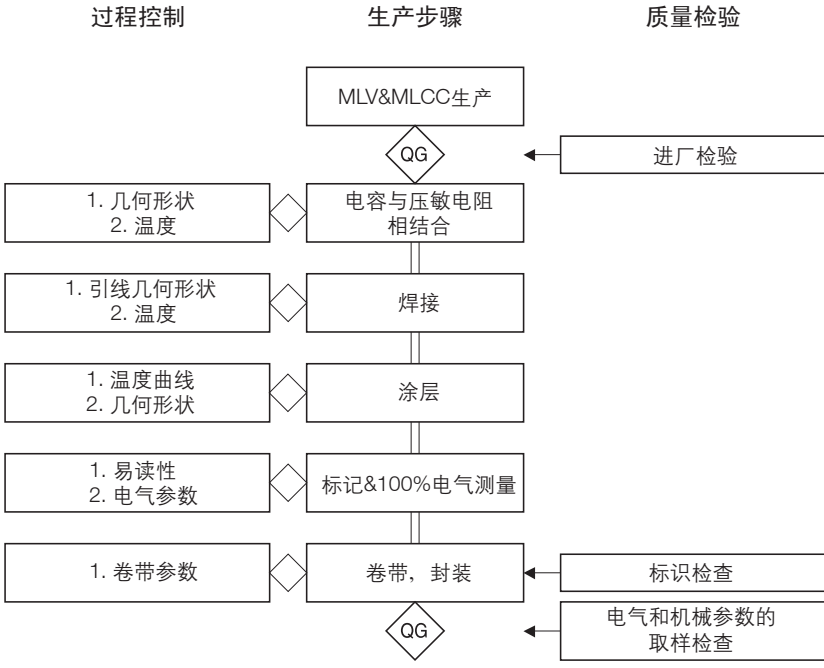 过程控制
生产步骤
质量检验
MLV&MLCC生产
QG
进厂检验
1. 几何形状
2. 温度
电容与压敏电阻
相结合
1. 引线几何形状
2. 温度
焊接
1. 温度曲线
2. 几何形状
涂层
1. 易读性
2. 电气参数
标记&100%电气测量
1. 卷带参数
卷带，封装
标识检查
QG
电气和机械参数的
取样检查